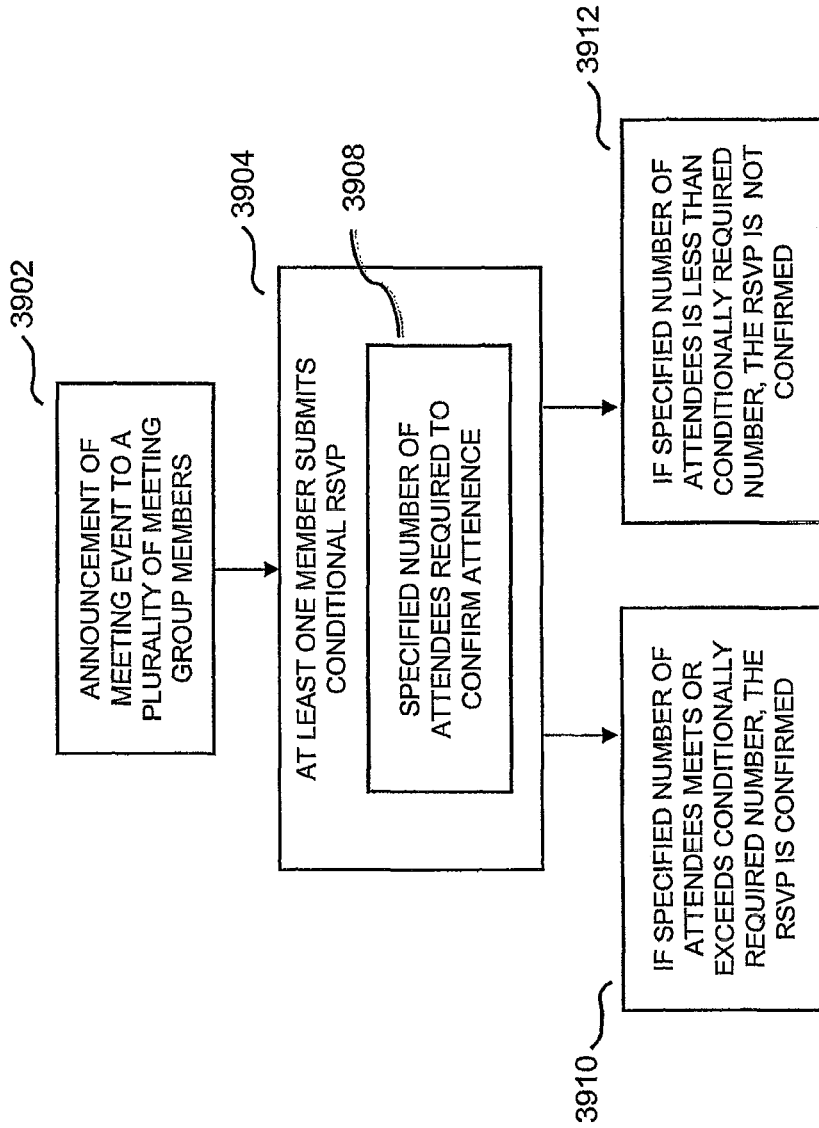 3902
ANNOUNCEMENT OF
MEETING EVENT TO A
PLURALITY OF MEETING
GROUP MEMBERS
3904
AT LEAST ONE MEMBER SUBMITS
CONDITIONAL RSVP
3908
SPECIFIED NUMBER OF
ATTENDEES REQUIRED TO
CONFIRM ATTENENCE
3910
IF SPECIFIED NUMBER OF
ATTENDEES MEETS OR
EXCEEDS CONDITIONALLY
REQUIRED NUMBER, THE
RSVP IS CONFIRMED
3912
IF SPECIFIED NUMBER OF
ATTENDEES IS LESS THAN
CONDITIONALLY REQUIRED
NUMBER, THE RSVP IS NOT
CONFIRMED